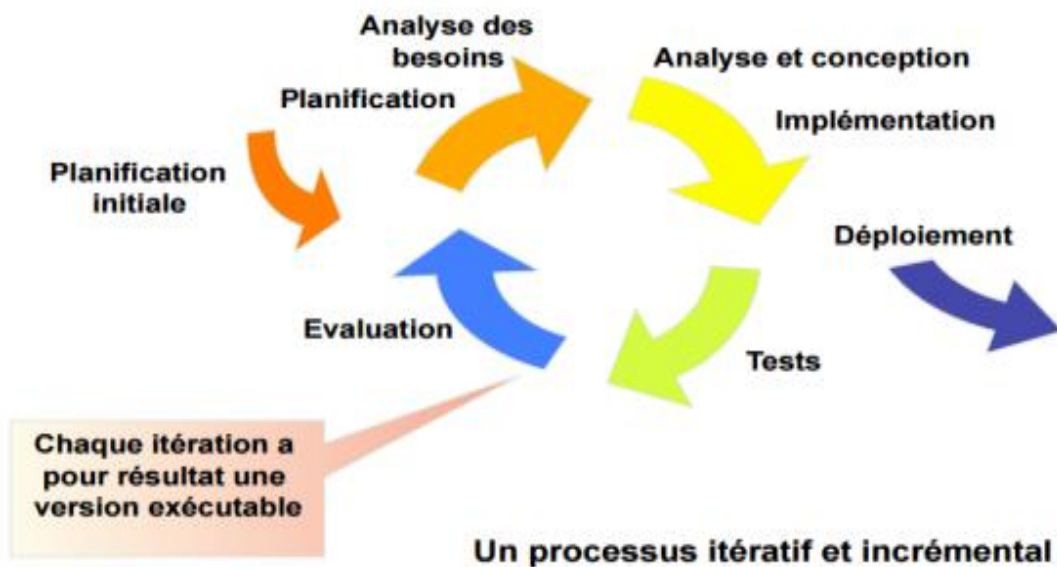 Analyse des
besoins
Analyse et conception
Planification
Implémentation
Planification
initiale
Déploiement
Evaluation
Tests
Chaque itération a
pour résultat une
version exécutable
Un processus itératif et incrémental